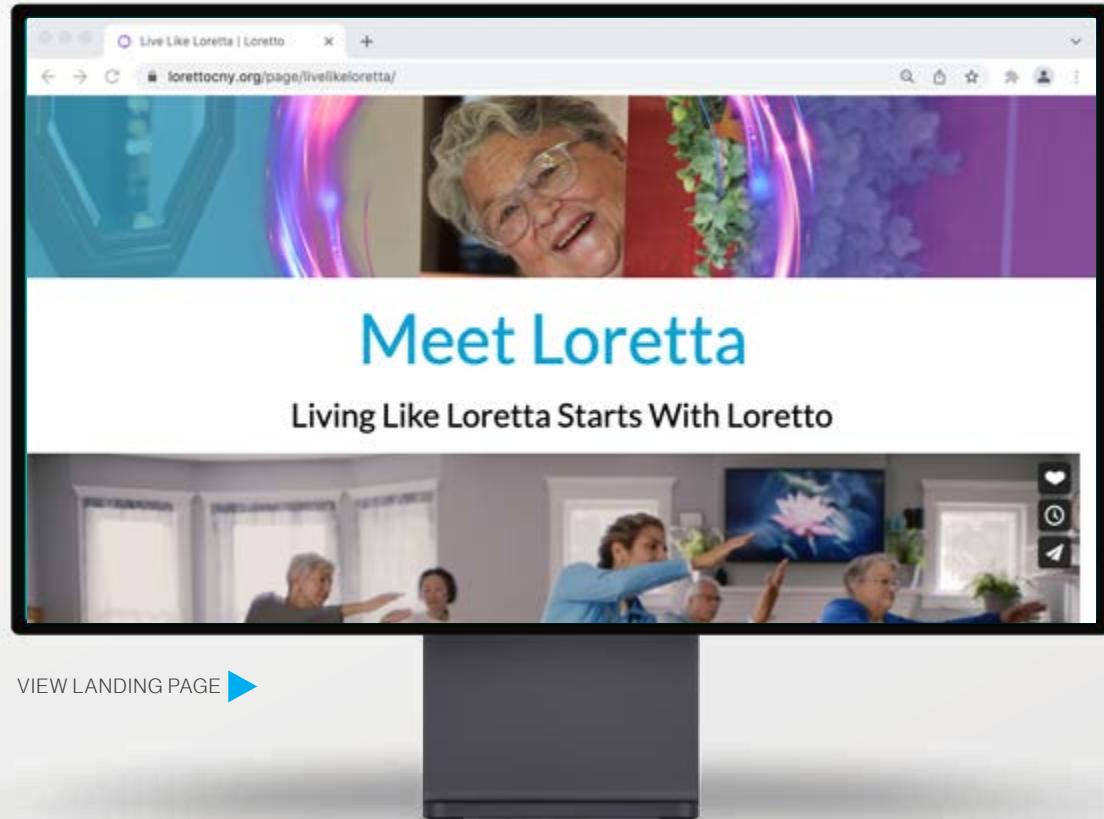 Live Like Loretta | Loretto
lorettocny.org/page/livelikeloretta/
Meet Loretta
Living Like Loretta Starts With Loretto
VIEW LANDING PAGE